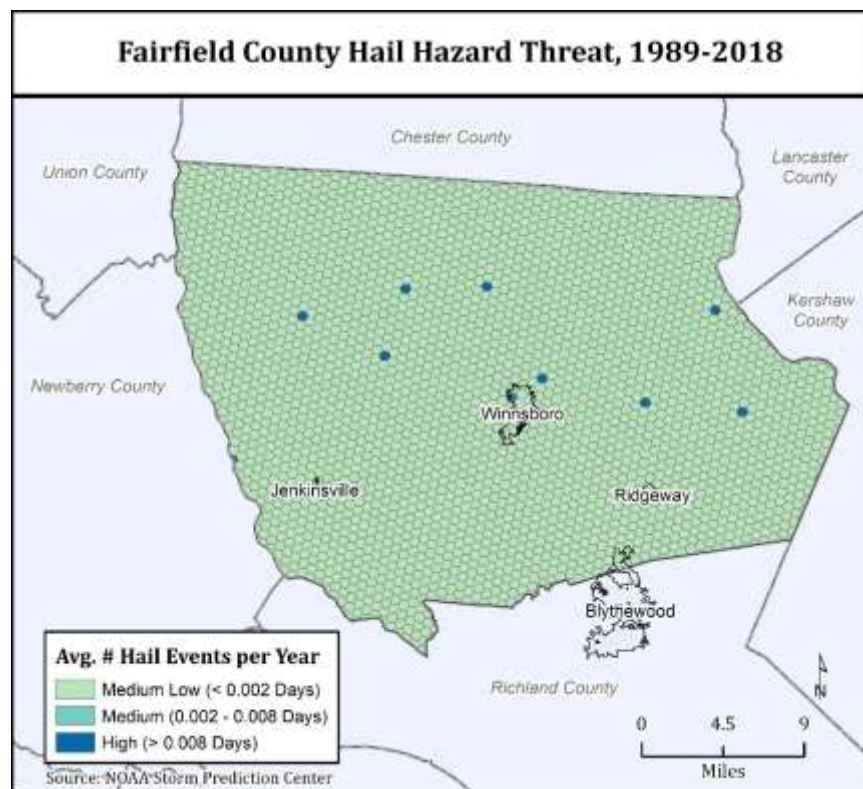 Fairfield County Hail Hazard Threat, 1989-2018
Chester County
Union County
Lancaster
County
Kershaw
County
Newberry County
Winnsboro
Jenkinsville
Ridgeway
Blythewood
Richland County
Avg. # Hail Events per Year
Medium Low (< 0.002 Days)
Medium (0.002 - 0.008 Days)
High (> 0.008 Days)
Source: NOAA Storm Prediction Center
N
0 4.5 9
Miles